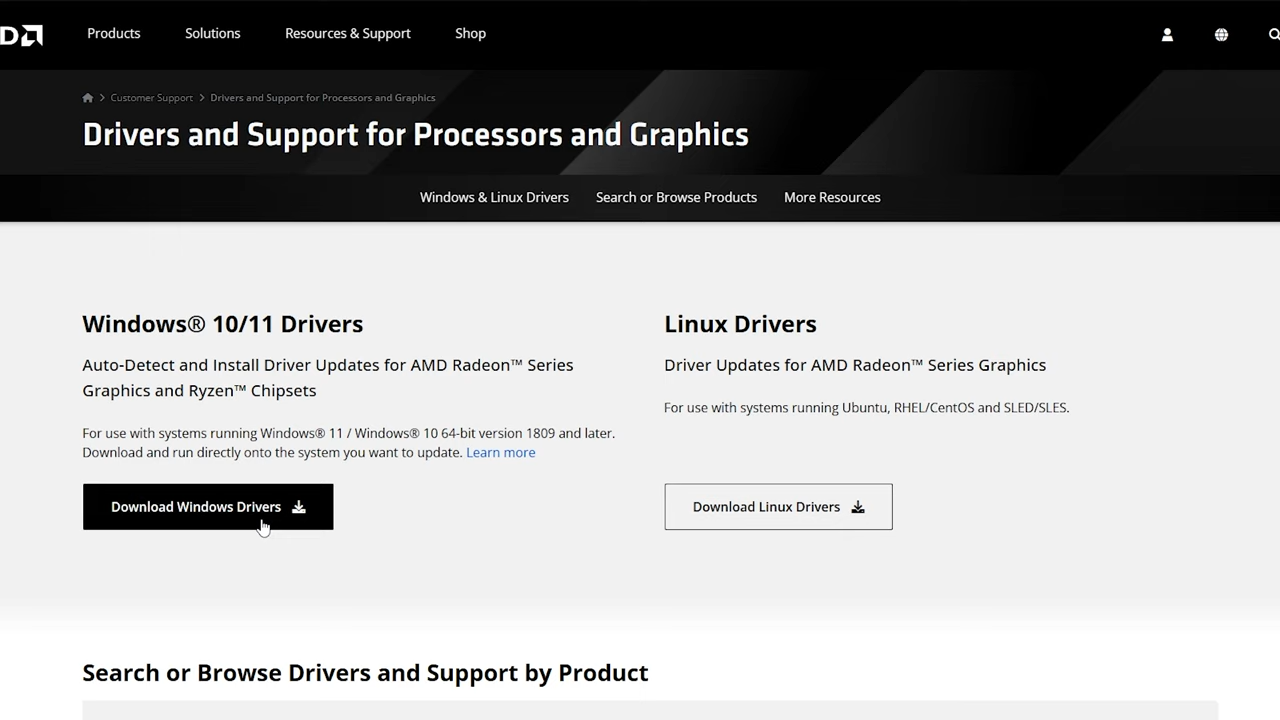 D
Products Solutions Resources & Support Shop
Customer Support > Drivers and Support for Processors and Graphics
Drivers and Support for Processors and Graphics
Windows & Linux Drivers Search or Browse Products More Resources
Windows® 10/11 Drivers
Auto-Detect and Install Driver Updates for AMD Radeon™ Series
Graphics and Ryzen™ Chipsets
For use with systems running Windows® 11 / Windows® 10 64-bit version 1809 and later.
Download and run directly onto the system you want to update. Learn more
Download Windows Drivers
Linux Drivers
Driver Updates for AMD Radeon™ Series Graphics
For use with systems running Ubuntu, RHEL/CentOS and SLED/SLES.
Download Linux Drivers
Search or Browse Drivers and Support by Product